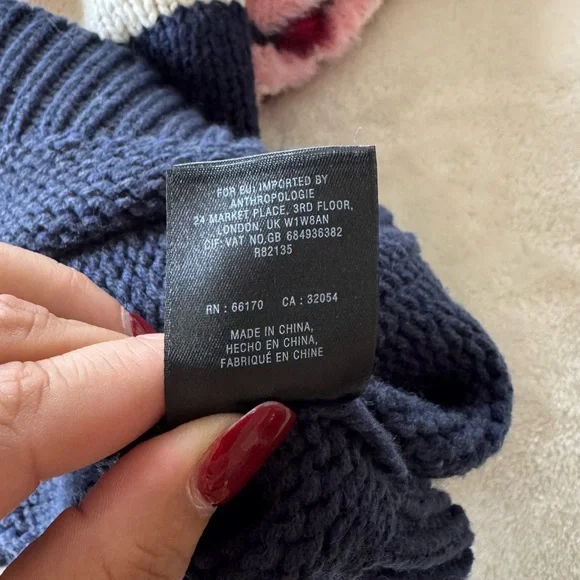 FOR EU: IMPORTED BY
ANTHROPOLOGIE
24 MARKET PLACE, 3RD FLOOR,
LONDON, UK W1W8AN
CIF:VAT NO.GB 684936382
R82135
RN : 66170 CA : 32054
MADE IN CHINA,
HECHO EN CHINA,
FABRIQUÉ EN CHINE